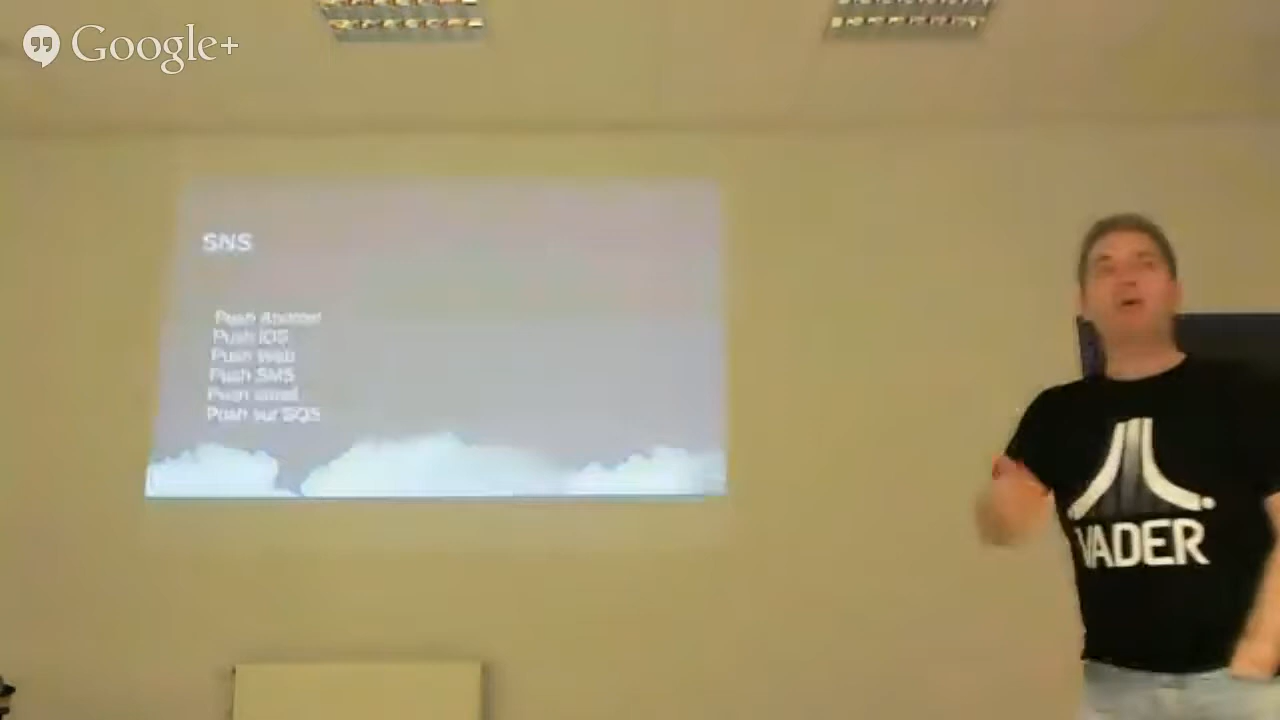 Google+
SNS
Push Android
Push iOS
Push Web
Push SMS
Push email
Push sur SQS
VADER